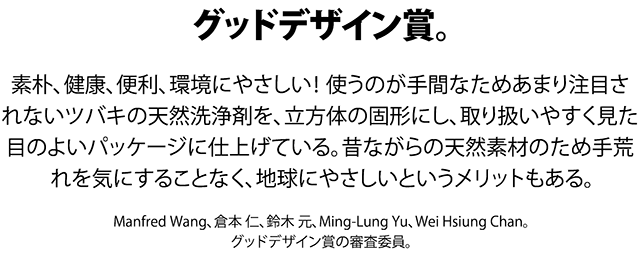 グッドデザイン賞。
素朴、健康、便利、環境にやさしい！使うのが手間なためあまり注目さ
れないツバキの天然洗浄剤を、立方体の固形にし、取り扱いやすく見た
目のよいパッケージに仕上げている。昔ながらの天然素材のため手荒
れを気にすることなく、地球にやさしいというメリットもある。
Manfred Wang、倉本 仁、鈴木 元、Ming-Lung Yu、Wei Hsiung Chan。
グッドデザイン賞の審査委員。